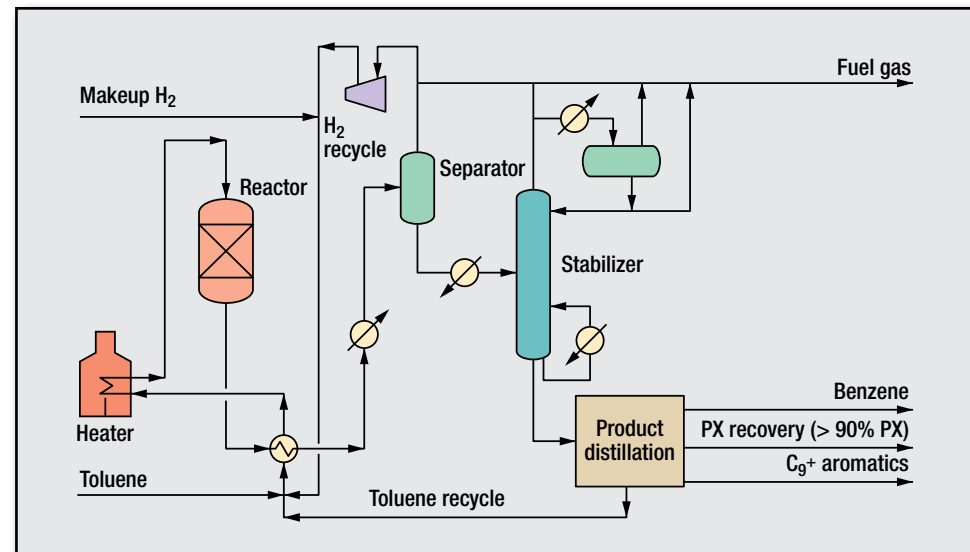 Fuel gas
Makeup H₂
H₂
recycle
Separator
Reactor
Stabilizer
Heater
Benzene
Product
distillation
PX recovery (> 90% PX)
C₉+ aromatics
Toluene
Toluene recycle